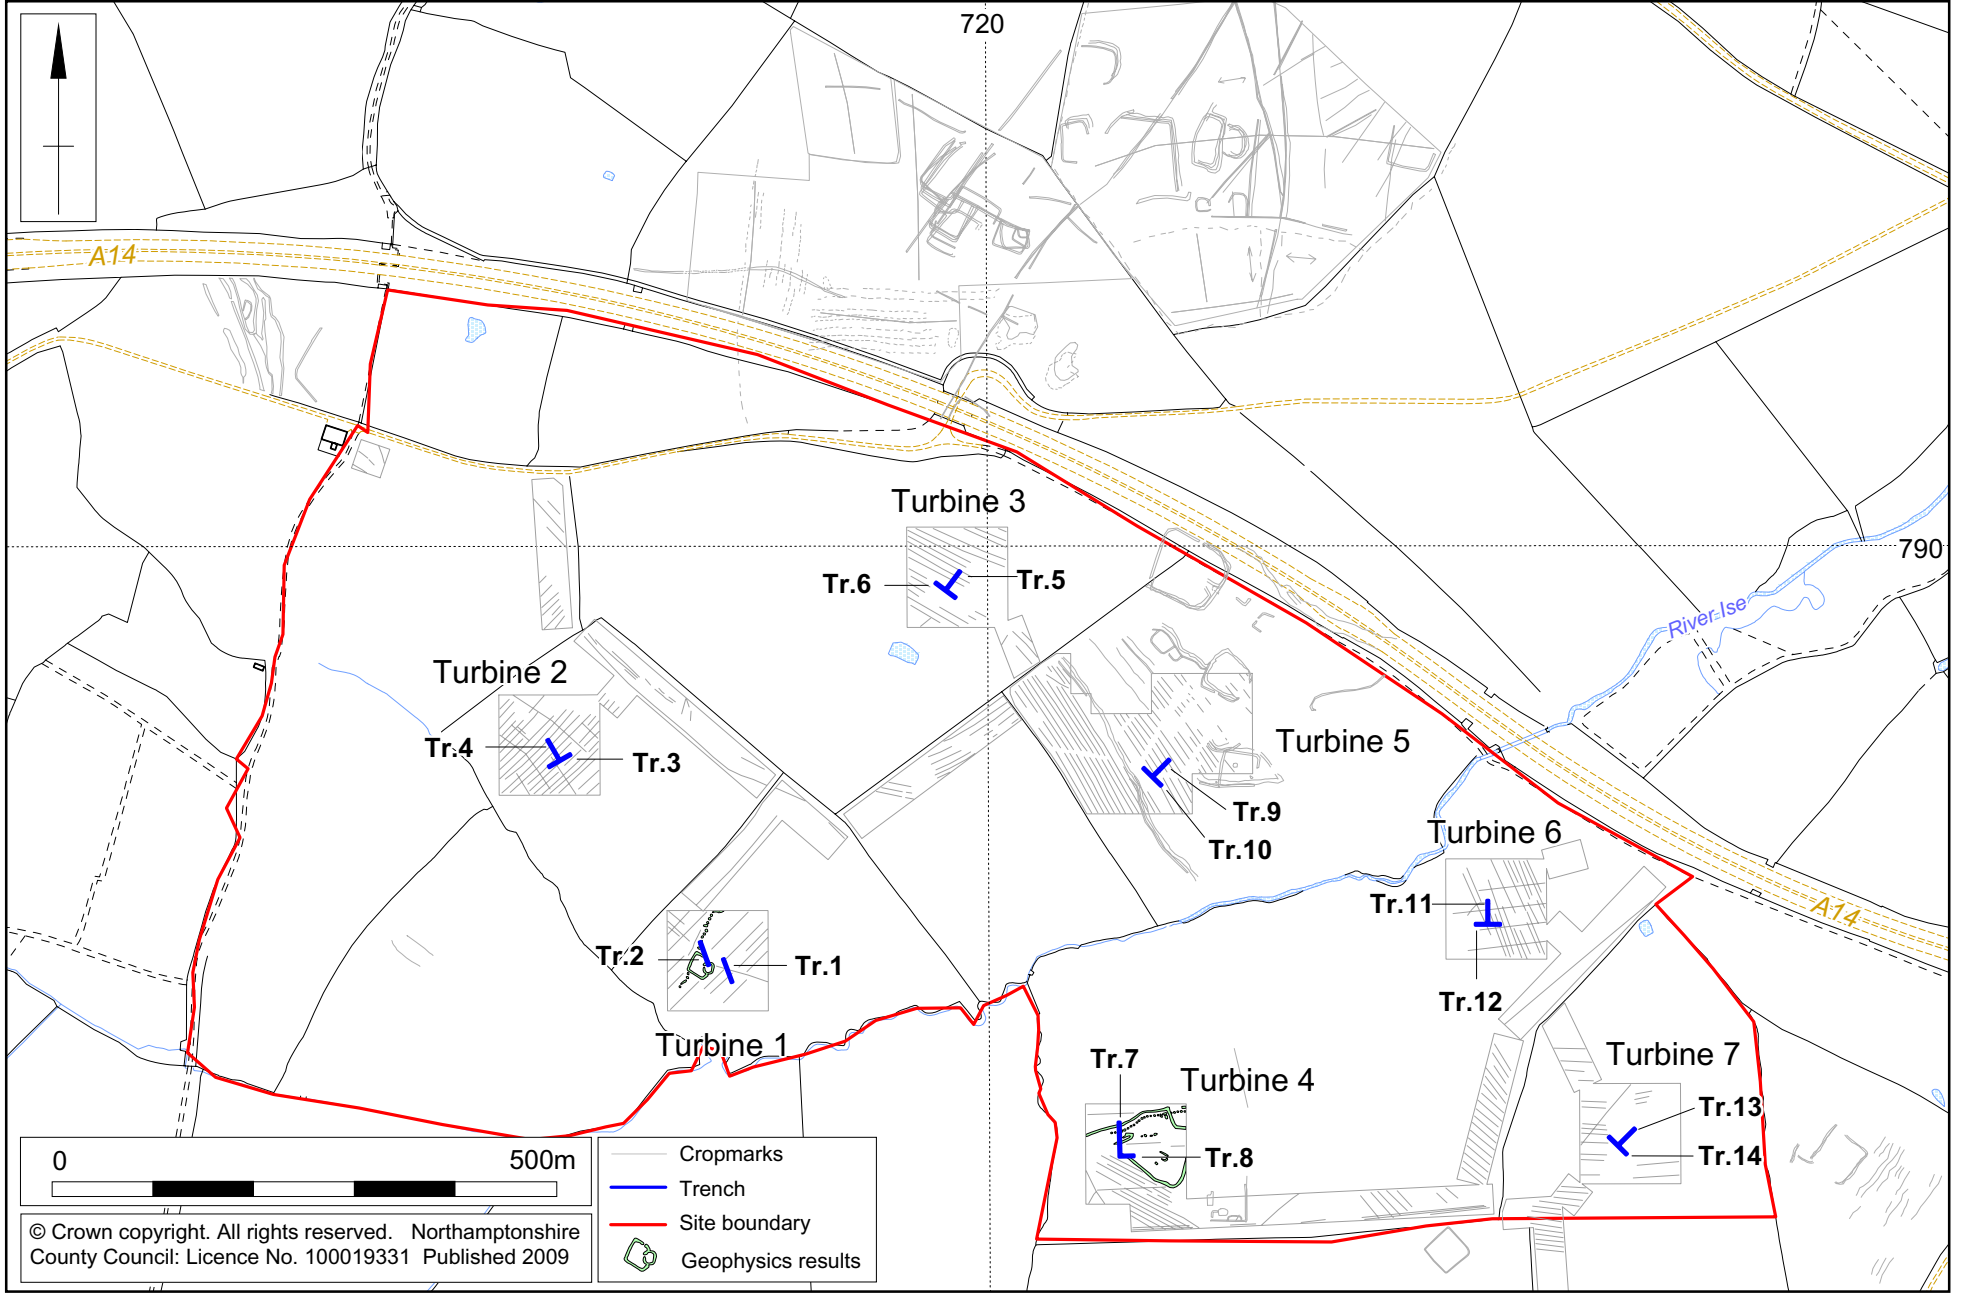 720
A14
Turbine 3
790
Tr.6
Tr.5
River Ise
Turbine 2
Tr.4
Tr.3
Turbine 5
Tr.9
Tr.10
Turbine 6
Tr.11
A14
Tr.2
Tr.1
Tr.12
Turbine 1
Tr.7
Turbine 4
Turbine 7
Tr.13
Tr.8
Tr.14
0 500m
Cropmarks
Trench
Site boundary
Geophysics results
© Crown copyright. All rights reserved. Northamptonshire
County Council: Licence No. 100019331 Published 2009